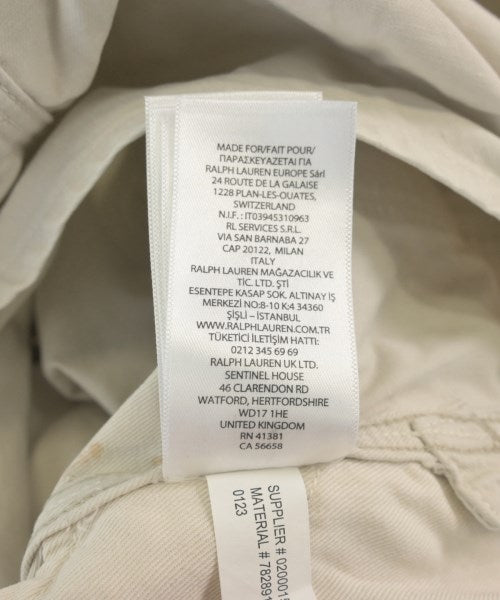 MADE FOR/FAIT POUR/
ΠΑΡΑΣΚΕΥΑΖΕΤΑΙ ΓΙΑ
RALPH LAUREN EUROPE Sàrl
24 ROUTE DE LA GALAISE
1228 PLAN-LES-OUATES,
SWITZERLAND
N.I.F. : IT03945310963
RL SERVICES S.R.L.
VIA SAN BARNABA 27
CAP 20122, MILAN
ITALY
RALPH LAUREN MAĞAZACILIK VE
TİC. LTD. ŞTİ
ESENTEPE KASAP SOK. ALTINAY İŞ
MERKEZİ NO:8-10 K:4 34360
ŞİŞLİ – İSTANBUL
WWW.RALPHLAUREN.COM.TR
TÜKETİCİ İLETİŞİM HATTI:
0212 345 69 69
RALPH LAUREN UK LTD.
SENTINEL HOUSE
46 CLARENDON RD
WATFORD, HERTFORDSHIRE
WD17 1HE
UNITED KINGDOM
RN 41381
CA 56658
SUPPLIER # 020001
MATERIAL # 78289
0123